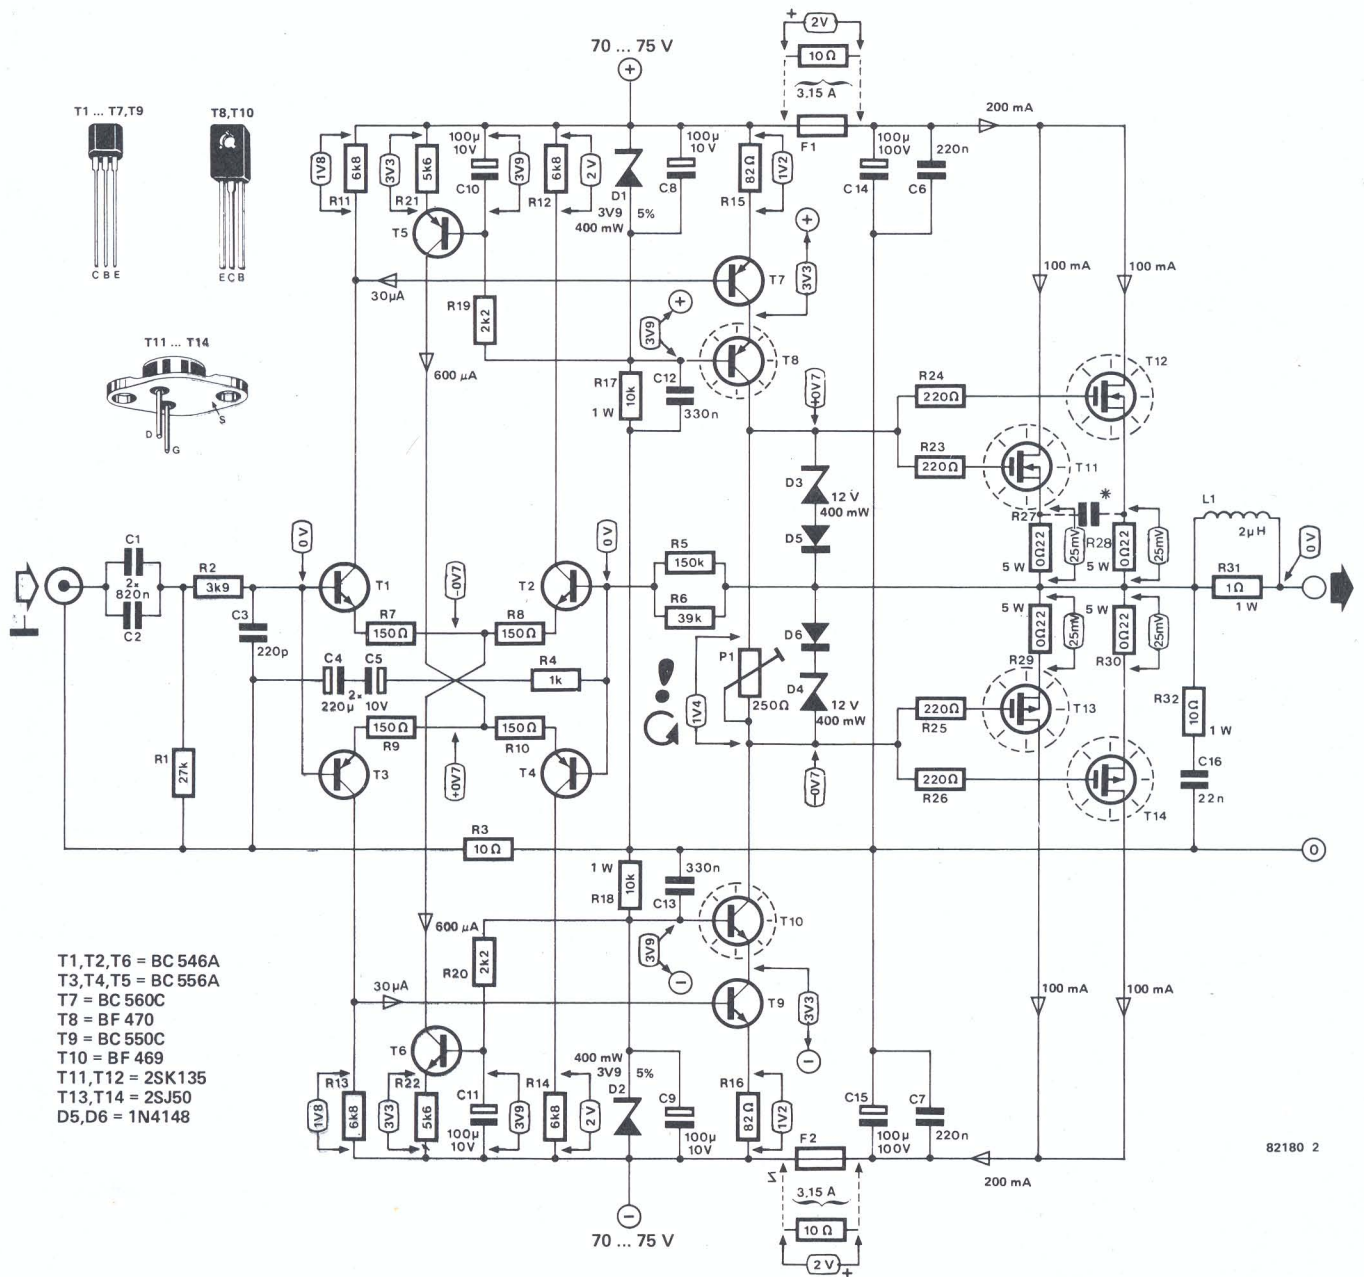 2V
10Ω
70 ... 75 V
+
3,15 A
200 mA
F1
T1 ... T7,T9
T8,T10
C B E
E C B
1V8
6k8
R11
3V3
5k6
R21
100µ
10V
C10
3V9
R12
6k8
2 V
D1
3V9
5%
400 mW
100µ
10V
C8
82Ω
R15
1V2
100µ
100V
C14
220n
C6
T5
T7
30µA
3V3
100 mA
100 mA
R19
2k2
3V9
T8
T12
T11 ... T14
D
G
S
600 µA
R17
10k
1 W
C12
330n
+0V7
R24
220Ω
R23
220Ω
T11
D3
12 V
400 mW
*
L1
2µH
R27
0Ω22
25mV
R28
0Ω22
25mV
5 W
5 W
0V
C1
2×
820n
C2
R2
3k9
0V
T1
-0V7
T2
0V
R5
150k
R6
39k
D5
R31
1Ω
1 W
C3
220p
R7
150Ω
R8
150Ω
D6
5 W
0Ω22
25mV
5 W
0Ω22
25mV
R29
R30
C4
220µ
C5
2×
10V
R4
1k
!
1V4
P1
250Ω
D4
12 V
400 mW
220Ω
R25
T13
R32
10Ω
1 W
R1
27k
150Ω
R9
150Ω
R10
T3
+0V7
T4
-0V7
220Ω
R26
T14
C16
22n
R3
10Ω
0
1 W
R18
10k
330n
C13
T10
600 µA
R20
2k2
3V9
30µA
T9
3V3
100 mA
100 mA
T1,T2,T6 = BC 546A
T3,T4,T5 = BC 556A
T7 = BC 560C
T8 = BF 470
T9 = BC 550C
T10 = BF 469
T11,T12 = 2SK135
T13,T14 = 2SJ50
D5,D6 = 1N4148
T6
1V8
R13
6k8
3V3
R22
5k6
C11
100µ
10V
3V9
R14
6k8
2 V
400 mW
3V9
5%
D2
C9
100µ
10V
R16
82Ω
1V2
C15
100µ
100V
C7
220n
F2
200 mA
82180 2
3,15 A
10Ω
2 V
70 ... 75 V